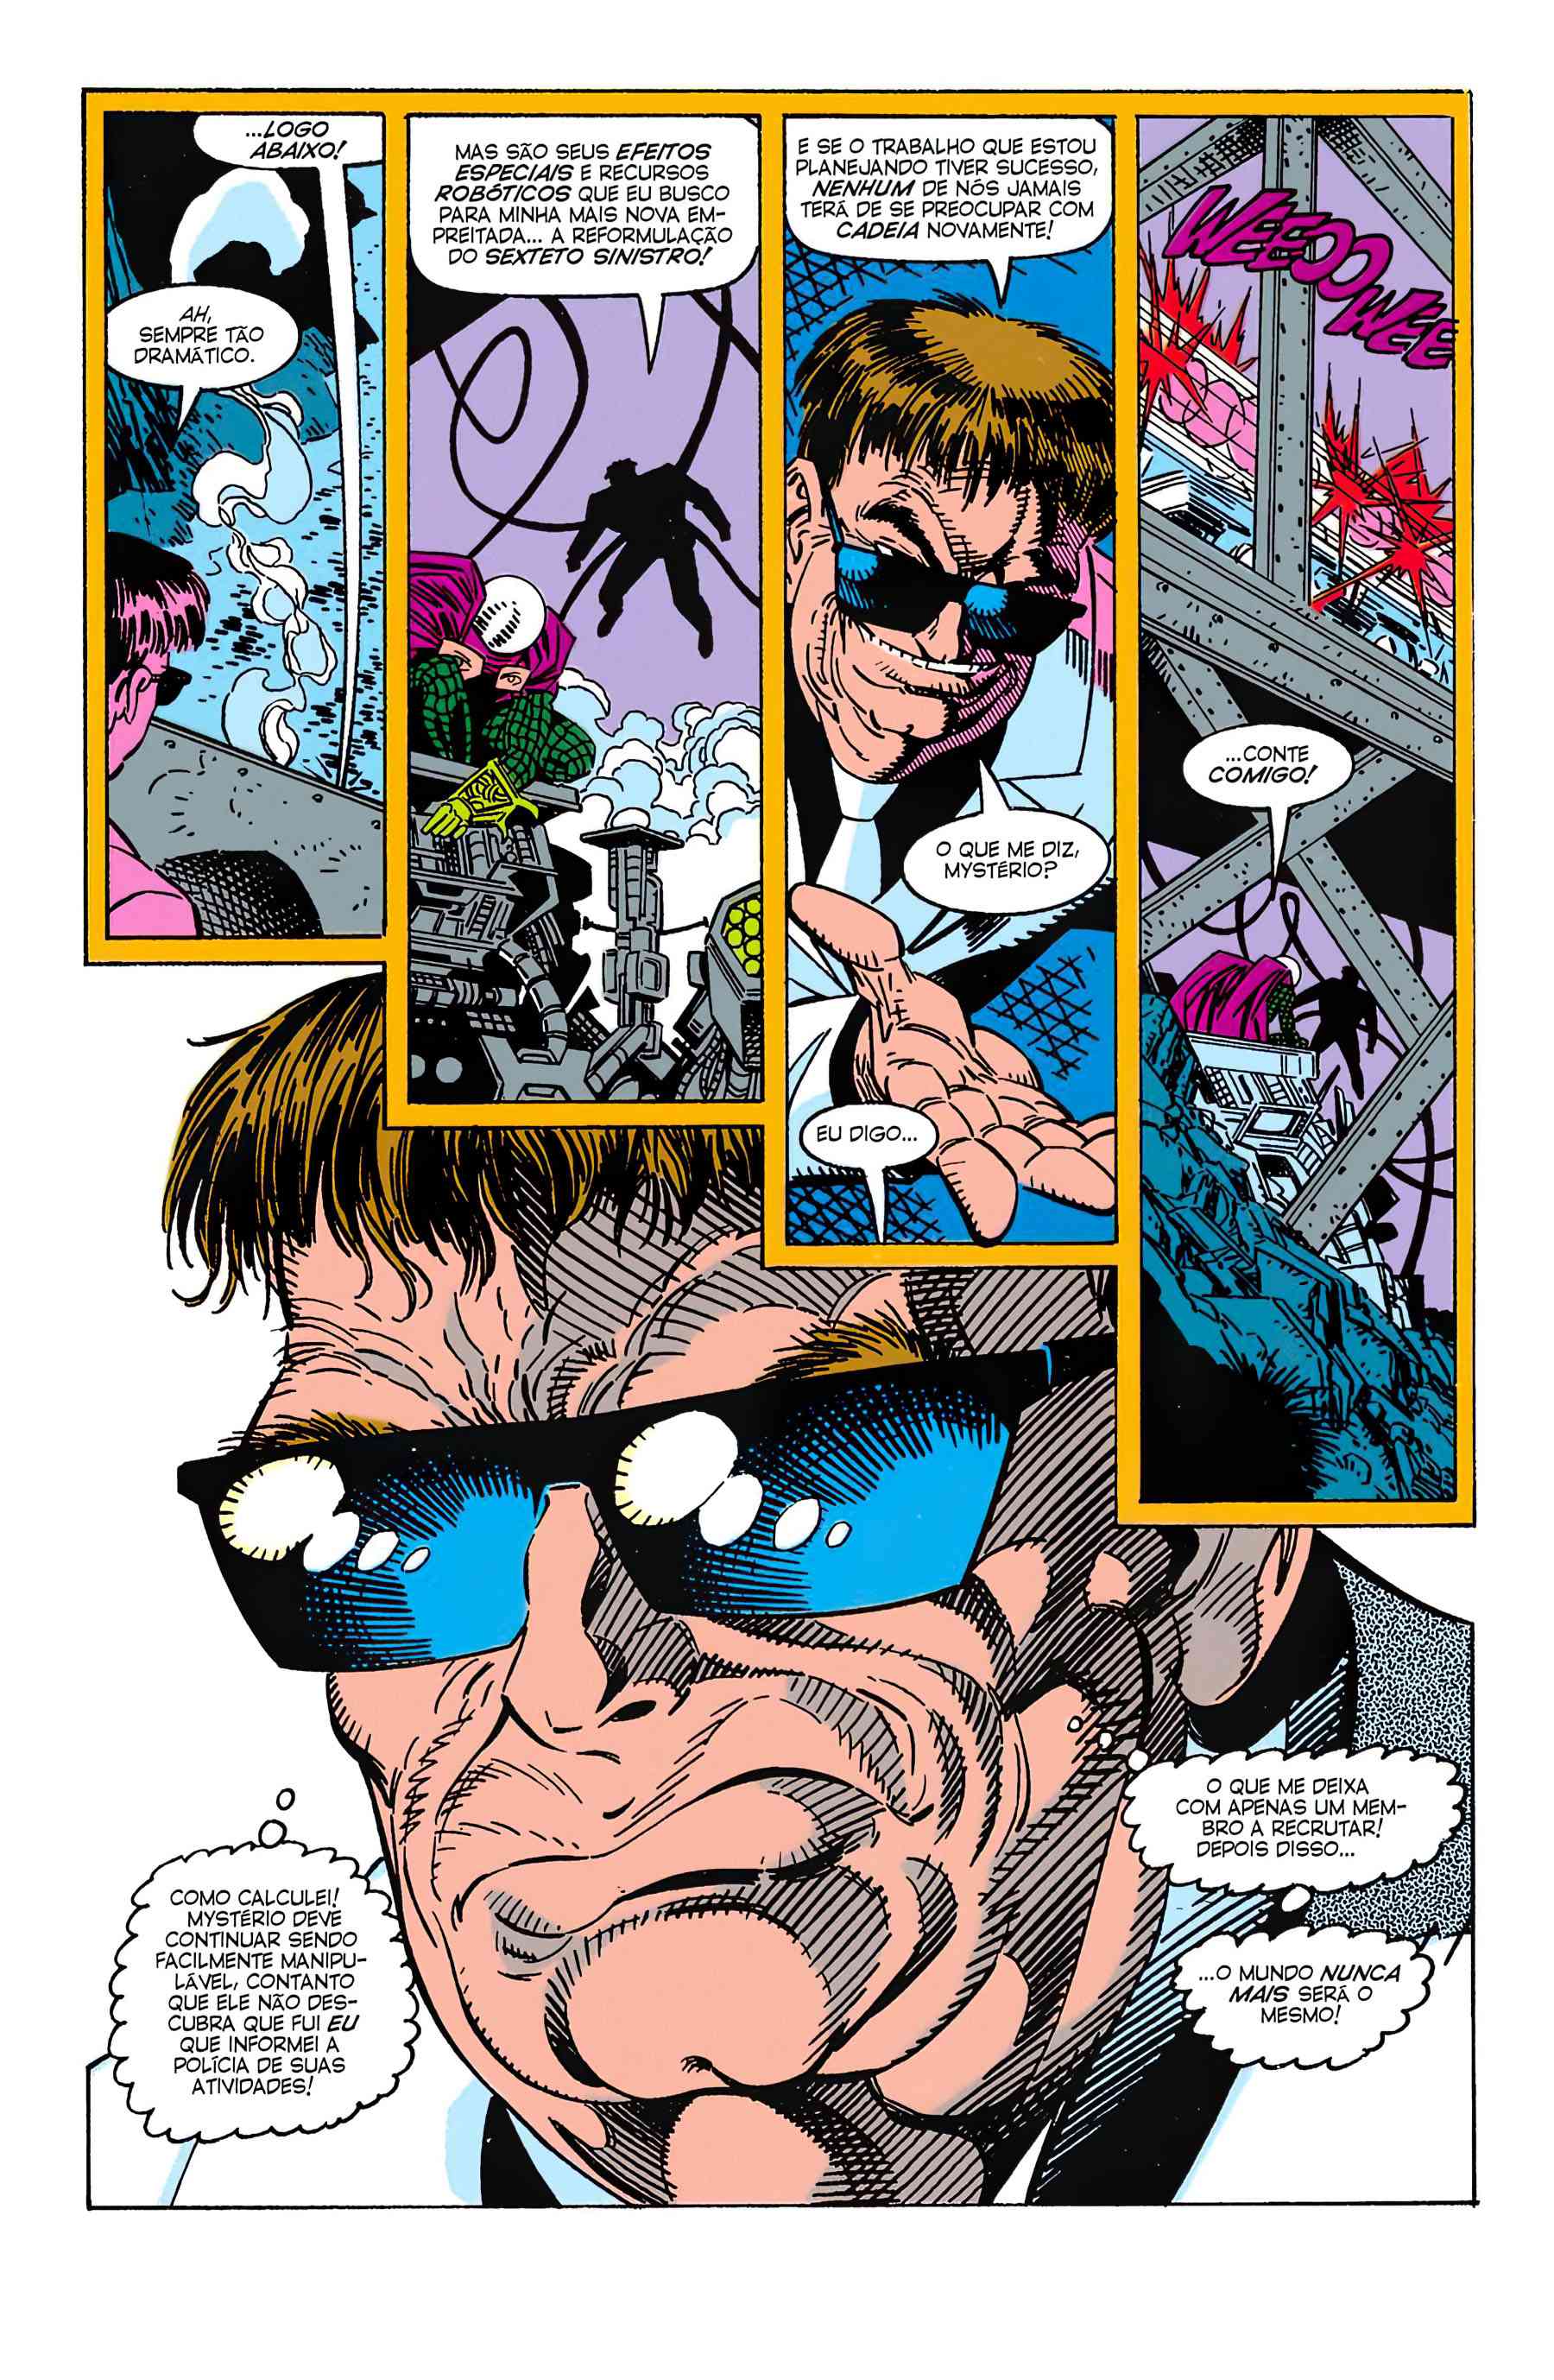 ...LOGO
ABAIXO!
AH,
SEMPRE TÃO
DRAMÁTICO.
MAS SÃO SEUS EFEITOS
ESPECIAIS E RECURSOS
ROBÓTICOS QUE EU BUSCO
PARA MINHA MAIS NOVA EM-
PREITADA... A REFORMULAÇÃO
DO SEXTETO SINISTRO!
E SE O TRABALHO QUE ESTOU
PLANEJANDO TIVER SUCESSO,
NENHUM DE NÓS JAMAIS
TERÁ DE SE PREOCUPAR COM
CADEIA NOVAMENTE!
O QUE ME DIZ,
MYSTÉRIO?
EU DIGO...
WEEOOOWEE
...CONTE
COMIGO!
COMO CALCULEI!
MYSTÉRIO DEVE
CONTINUAR SENDO
FACILMENTE MANIPU-
LÁVEL, CONTANTO
QUE ELE NÃO DES-
CUBRA QUE FUI EU
QUE INFORMEI A
POLÍCIA DE SUAS
ATIVIDADES!
O QUE ME DEIXA
COM APENAS UM MEM-
BRO A RECRUTAR!
DEPOIS DISSO...
...O MUNDO NUNCA
MAIS SERÁ O
MESMO!